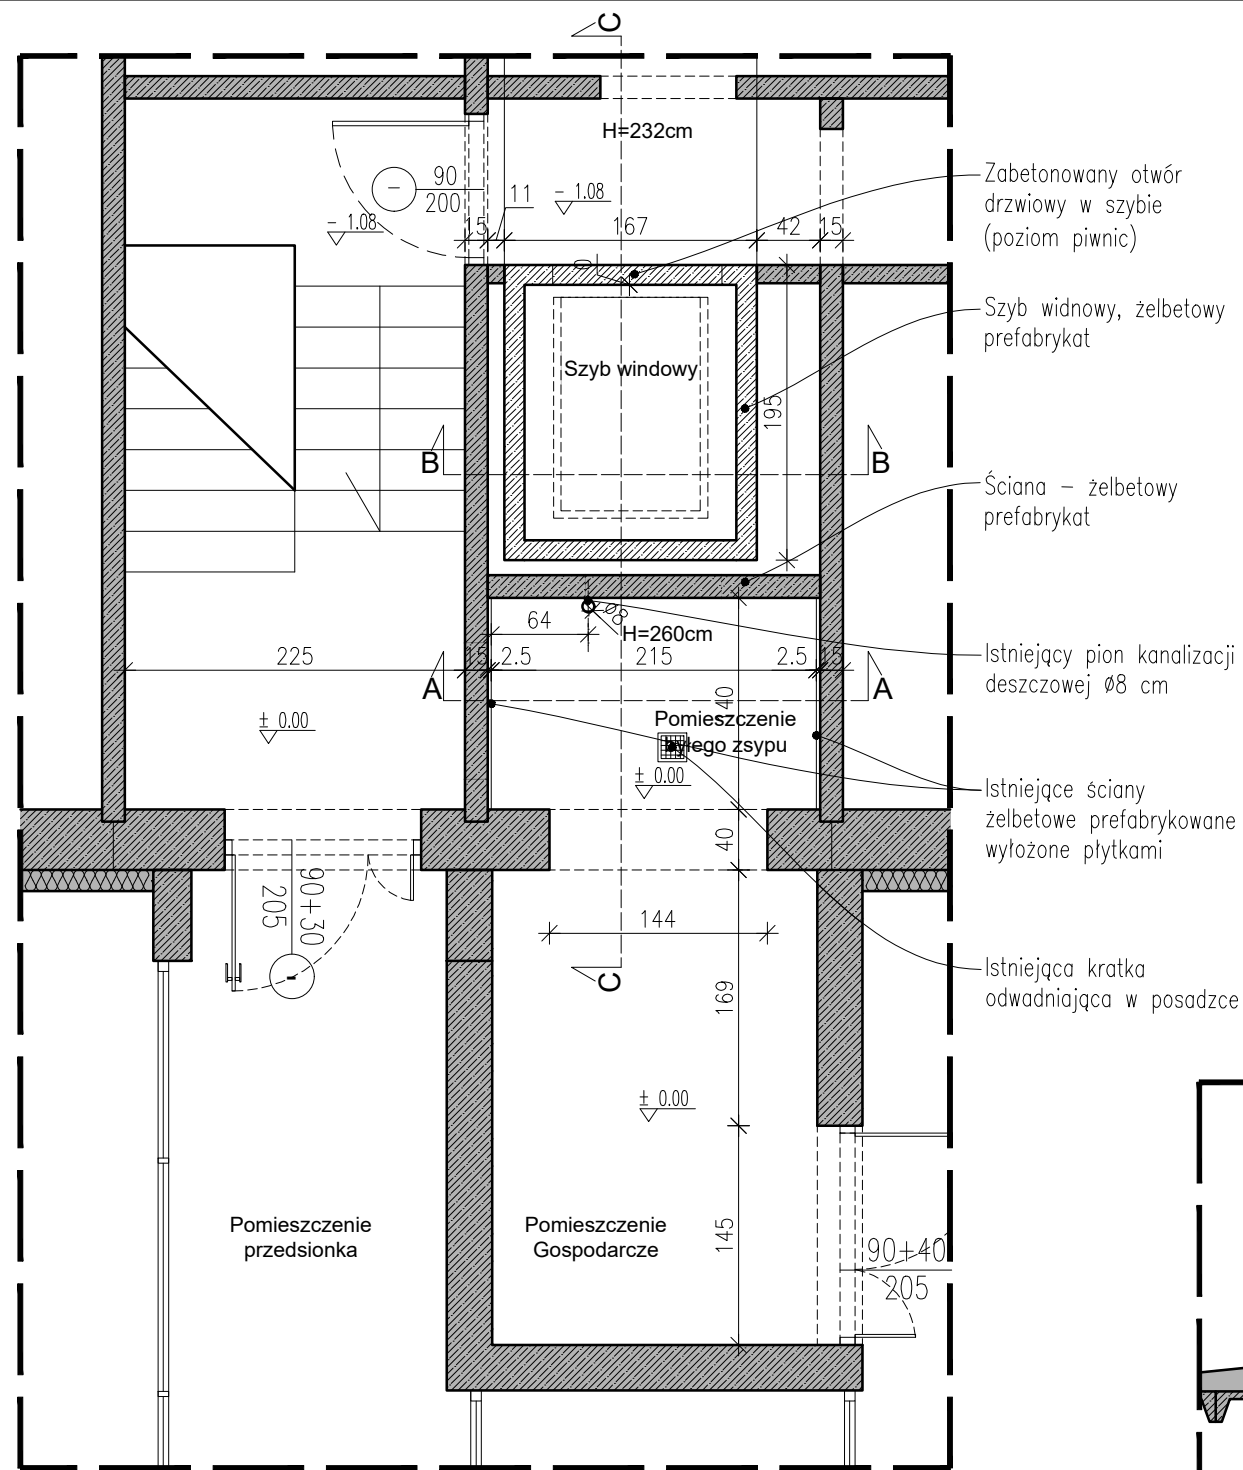 C
H=232cm
90
200
11
- 1.08
- 1.08
15
167
42
15
Zabetonowany otwór
drzwiowy w szybie
(poziom piwnic)
Szyb widnowy, żelbetowy
prefabrykat
Szyb windowy
195
B
B
Ściana – żelbetowy
prefabrykat
64
ø8
H=260cm
225
15
2.5
215
2.5
15
A
A
Istniejący pion kanalizacji
deszczowej Ø8 cm
± 0.00
Pomieszczenie
byłego zsypu
± 0.00
Istniejące ściany
żelbetowe prefabrykowane
wyłożone płytkami
40
90+30
205
144
C
169
Istniejąca kratka
odwadniająca w posadzce
± 0.00
Pomieszczenie
przedsionka
Pomieszczenie
Gospodarcze
145
90+40
205